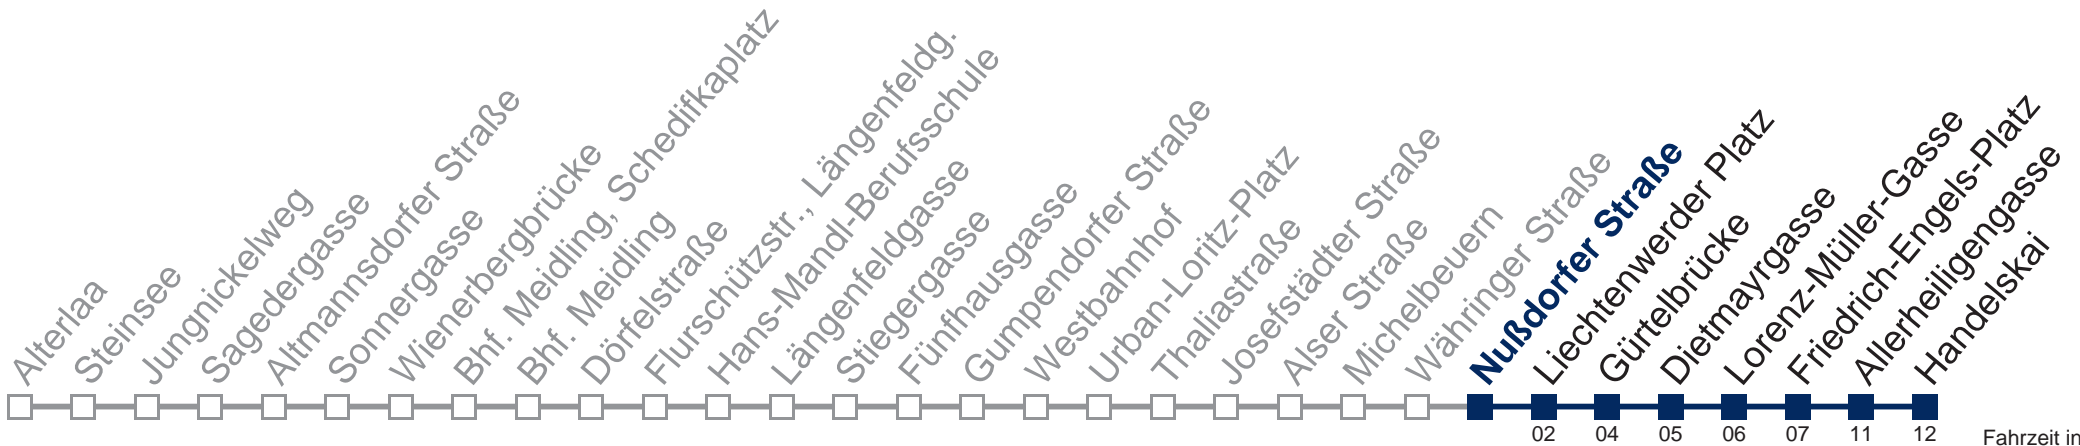 Alterlaa
Steinsee
Jungnickelweg
Sagedergasse
Altmannsdorfer Straße
Sonnergasse
Wienerbergbrücke
Bhf. Meidling, Schedifkaplatz
Bhf. Meidling
Dörfelstraße
Flurschützstr., Längenfeldg.
Hans-Mandl-Berufsschule
Längenfeldgasse
Stiegergasse
Fünfhausgasse
Gumpendorfer Straße
Westbahnhof
Urban-Loritz-Platz
Thaliastraße
Josefstädter Straße
Alser Straße
Michelbeuern
Währinger Straße
Nußdorfer Straße
Liechtenwerder Platz
Gürtelbrücke
Dietmayrgasse
Lorenz-Müller-Gasse
Friedrich-Engels-Platz
Allerheiligengasse
Handelskai
02 04 05 06 07 11 12 Fahrzeit in